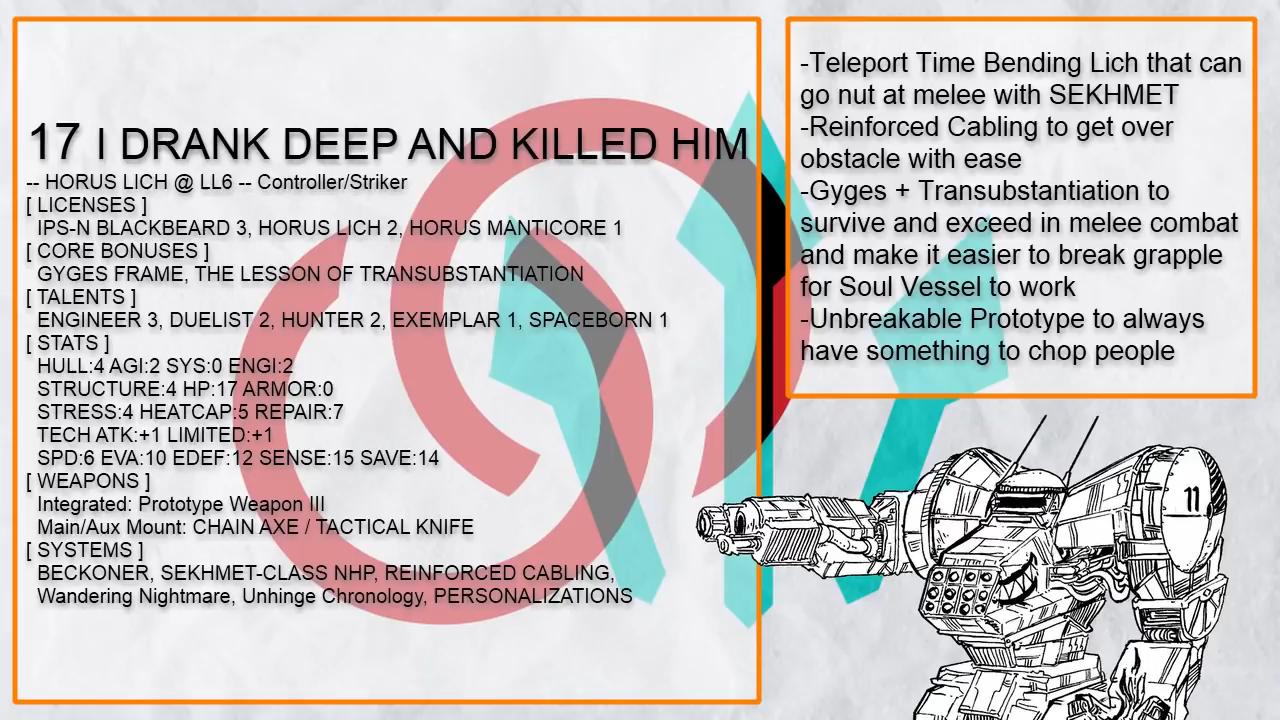 17 I DRANK DEEP AND KILLED HIM
-- HORUS LICH @ LL6 -- Controller/Striker
[ LICENSES ]
IPS-N BLACKBEARD 3, HORUS LICH 2, HORUS MANTICORE 1
[ CORE BONUSES ]
GYGES FRAME, THE LESSON OF TRANSUBSTANTIATION
[ TALENTS ]
ENGINEER 3, DUELIST 2, HUNTER 2, EXEMPLAR 1, SPACEBORN 1
[ STATS ]
HULL:4 AGI:2 SYS:0 ENGI:2
STRUCTURE:4 HP:17 ARMOR:0
STRESS:4 HEATCAP:5 REPAIR:7
TECH ATK:+1 LIMITED:+1
SPD:6 EVA:10 EDEF:12 SENSE:15 SAVE:14
[ WEAPONS ]
Integrated: Prototype Weapon III
Main/Aux Mount: CHAIN AXE / TACTICAL KNIFE
[ SYSTEMS ]
BECKONER, SEKHMET-CLASS NHP, REINFORCED CABLING,
Wandering Nightmare, Unhinge Chronology, PERSONALIZATIONS
-Teleport Time Bending Lich that can
go nut at melee with SEKHMET
-Reinforced Cabling to get over
obstacle with ease
-Gyges + Transubstantiation to
survive and exceed in melee combat
and make it easier to break grapple
for Soul Vessel to work
-Unbreakable Prototype to always
have something to chop people
11